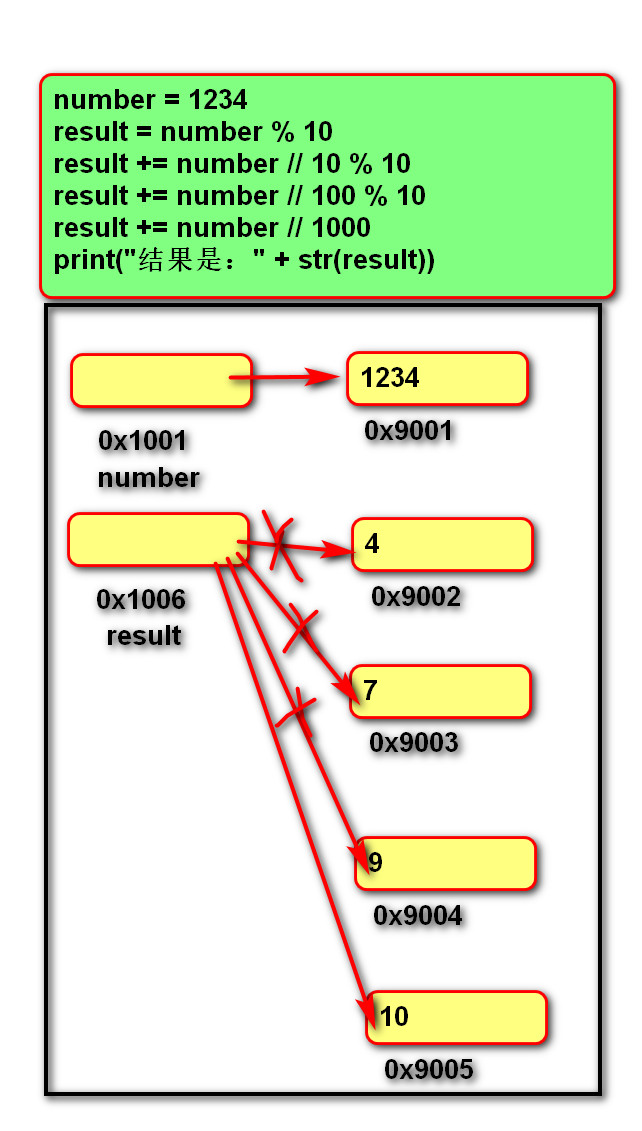 number = 1234
result = number % 10
result += number // 10 % 10
result += number // 100 % 10
result += number // 1000
print("结果是：" + str(result))
1234
0x1001
0x9001
number
4
0x1006
0x9002
result
7
0x9003
9
0x9004
10
0x9005